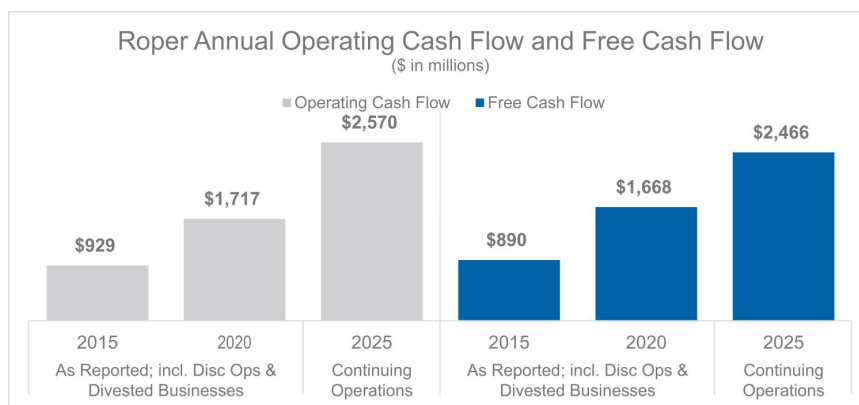 Roper Annual Operating Cash Flow and Free Cash Flow
($ in millions)
Operating Cash Flow
Free Cash Flow
$929
$1,717
$2,570
$890
$1,668
$2,466
2015
2020
2025
2015
2020
2025
As Reported; incl. Disc Ops &
Divested Businesses
Continuing
Operations
As Reported; incl. Disc Ops &
Divested Businesses
Continuing
Operations